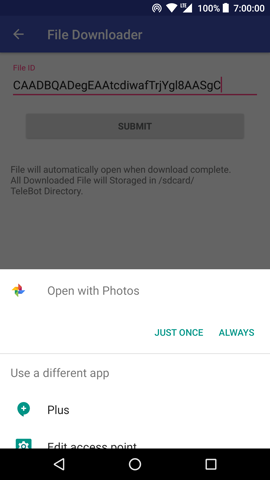 LTE 100% 7:00:00
File Downloader
File ID
CAADBQADegEAAtcdiwafTrjYgl8AASgC
SUBMIT
File will automatically open when download complete.
All Downloaded File will Storaged in /sdcard/
TeleBot Directory.
Open with Photos
JUST ONCE ALWAYS
Use a different app
Plus
Edit access point